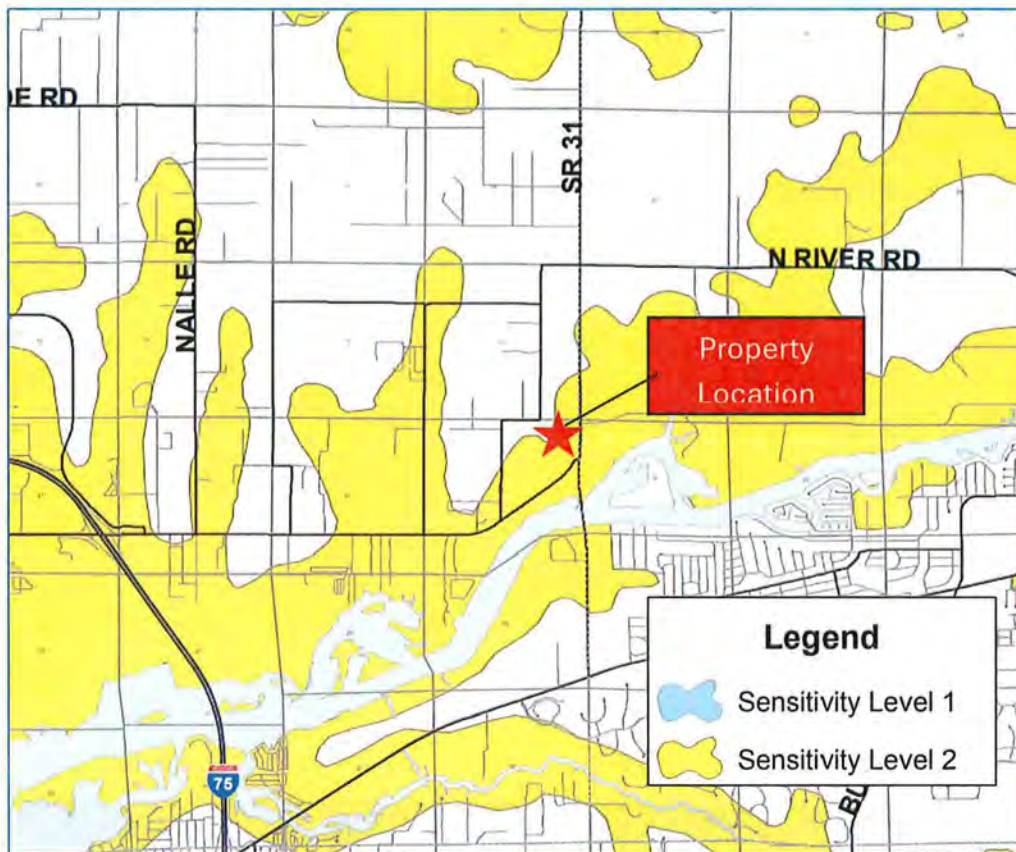 DE RD
SR 31
NALLE RD
N RIVER RD
Property
Location
Legend
Sensitivity Level 1
Sensitivity Level 2
75
BL